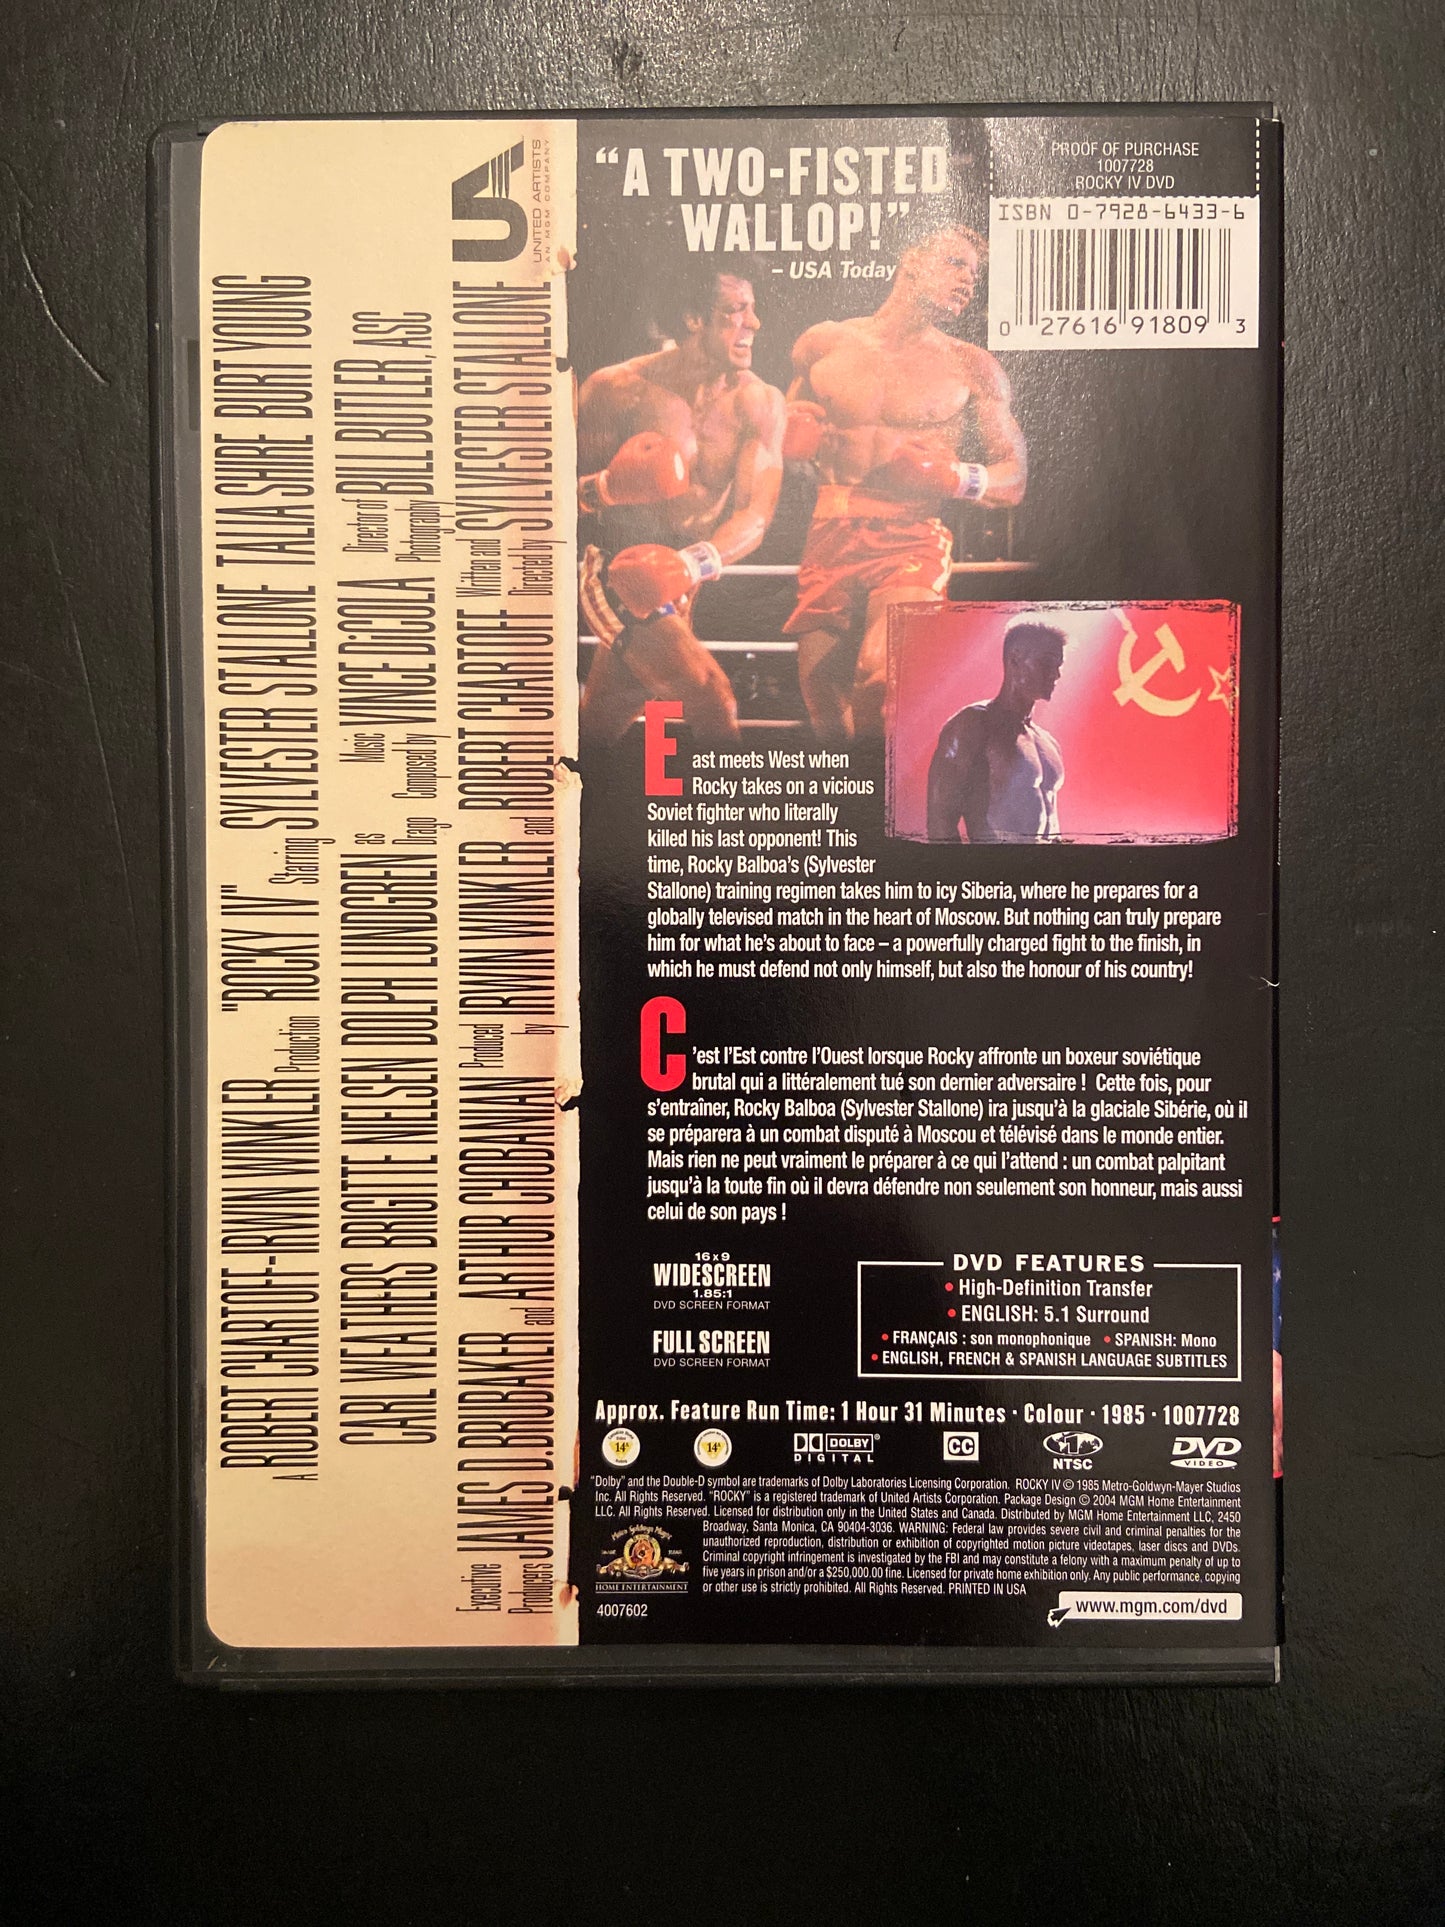 “A TWO-FISTED
WALLOP!”
– USA Today
PROOF OF PURCHASE
1007728
ROCKY IV DVD
ISBN 0-7928-6433-6
0 27616 91809 3
UA
UNITED ARTISTS
AN MGM COMPANY
A ROBERT CHARTOFF-IRWIN WINKLER Production "ROCKY IV" ROCKY IV Starring SYLVESTER STALLONE TALIA SHIRE BURT YOUNG
CARL WEATHERS BRIGITTE NIELSEN DOLPH LUNDGREN as Drago Music Composed by VINCE DiCOLA Director of Photography BILL BUTLER, ASC
Executive Producers JAMES D. BRUBAKER and ARTHUR CHOBANIAN Produced by IRWIN WINKLER and ROBERT CHARTOFF Written and Directed by SYLVESTER STALLONE
East meets West when
Rocky takes on a vicious
Soviet fighter who literally
killed his last opponent! This
time, Rocky Balboa’s (Sylvester
Stallone) training regimen takes him to icy Siberia, where he prepares for a
globally televised match in the heart of Moscow. But nothing can truly prepare
him for what he’s about to face – a powerfully charged fight to the finish, in
which he must defend not only himself, but also the honour of his country!
C’est l’Est contre l’Ouest lorsque Rocky affronte un boxeur soviétique
brutal qui a littéralement tué son dernier adversaire ! Cette fois, pour
s’entraîner, Rocky Balboa (Sylvester Stallone) ira jusqu’à la glaciale Sibérie, où il
se préparera à un combat disputé à Moscou et télévisé dans le monde entier.
Mais rien ne peut vraiment le préparer à ce qui l’attend : un combat palpitant
jusqu’à la toute fin où il devra défendre non seulement son honneur, mais aussi
celui de son pays !
16 x 9
WIDESCREEN
1.85:1
DVD SCREEN FORMAT
FULL SCREEN
DVD SCREEN FORMAT
DVD FEATURES
• High-Definition Transfer
• ENGLISH: 5.1 Surround
• FRANÇAIS : son monophonique • SPANISH: Mono
• ENGLISH, FRENCH & SPANISH LANGUAGE SUBTITLES
Approx. Feature Run Time: 1 Hour 31 Minutes · Colour · 1985 · 1007728
14A
14A
DOLBY
DIGITAL
CC
1
NTSC
DVD
VIDEO
"Dolby" and the Double-D symbol are trademarks of Dolby Laboratories Licensing Corporation. ROCKY IV © 1985 Metro-Goldwyn-Mayer Studios
Inc. All Rights Reserved. "ROCKY" is a registered trademark of United Artists Corporation. Package Design © 2004 MGM Home Entertainment
LLC. All Rights Reserved. Licensed for distribution only in the United States and Canada. Distributed by MGM Home Entertainment LLC, 2450
Broadway, Santa Monica, CA 90404-3036. WARNING: Federal law provides severe civil and criminal penalties for the
unauthorized reproduction, distribution or exhibition of copyrighted motion picture videotapes, laser discs and DVDs.
Criminal copyright infringement is investigated by the FBI and may constitute a felony with a maximum penalty of up to
five years in prison and/or a $250,000.00 fine. Licensed for private home exhibition only. Any public performance, copying
or other use is strictly prohibited. All Rights Reserved. PRINTED IN USA
Metro Goldwyn Mayer
HOME ENTERTAINMENT
4007602
www.mgm.com/dvd